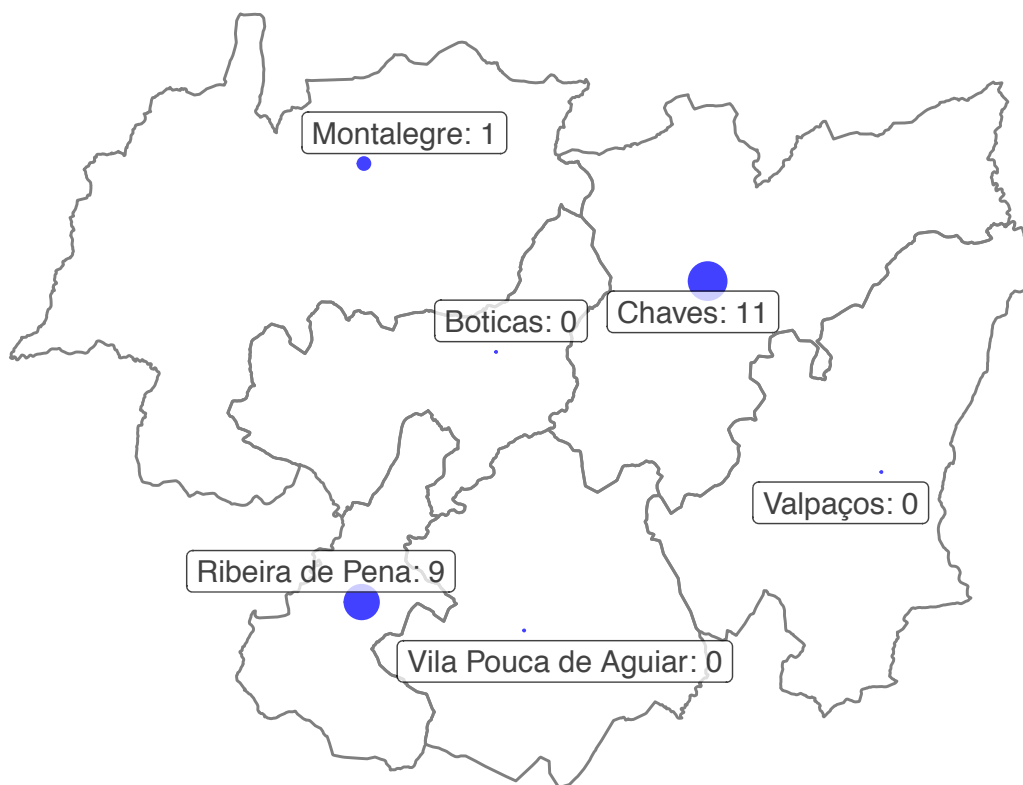 Montalegre: 1
Boticas: 0
Chaves: 11
Valpaços: 0
Ribeira de Pena: 9
Vila Pouca de Aguiar: 0